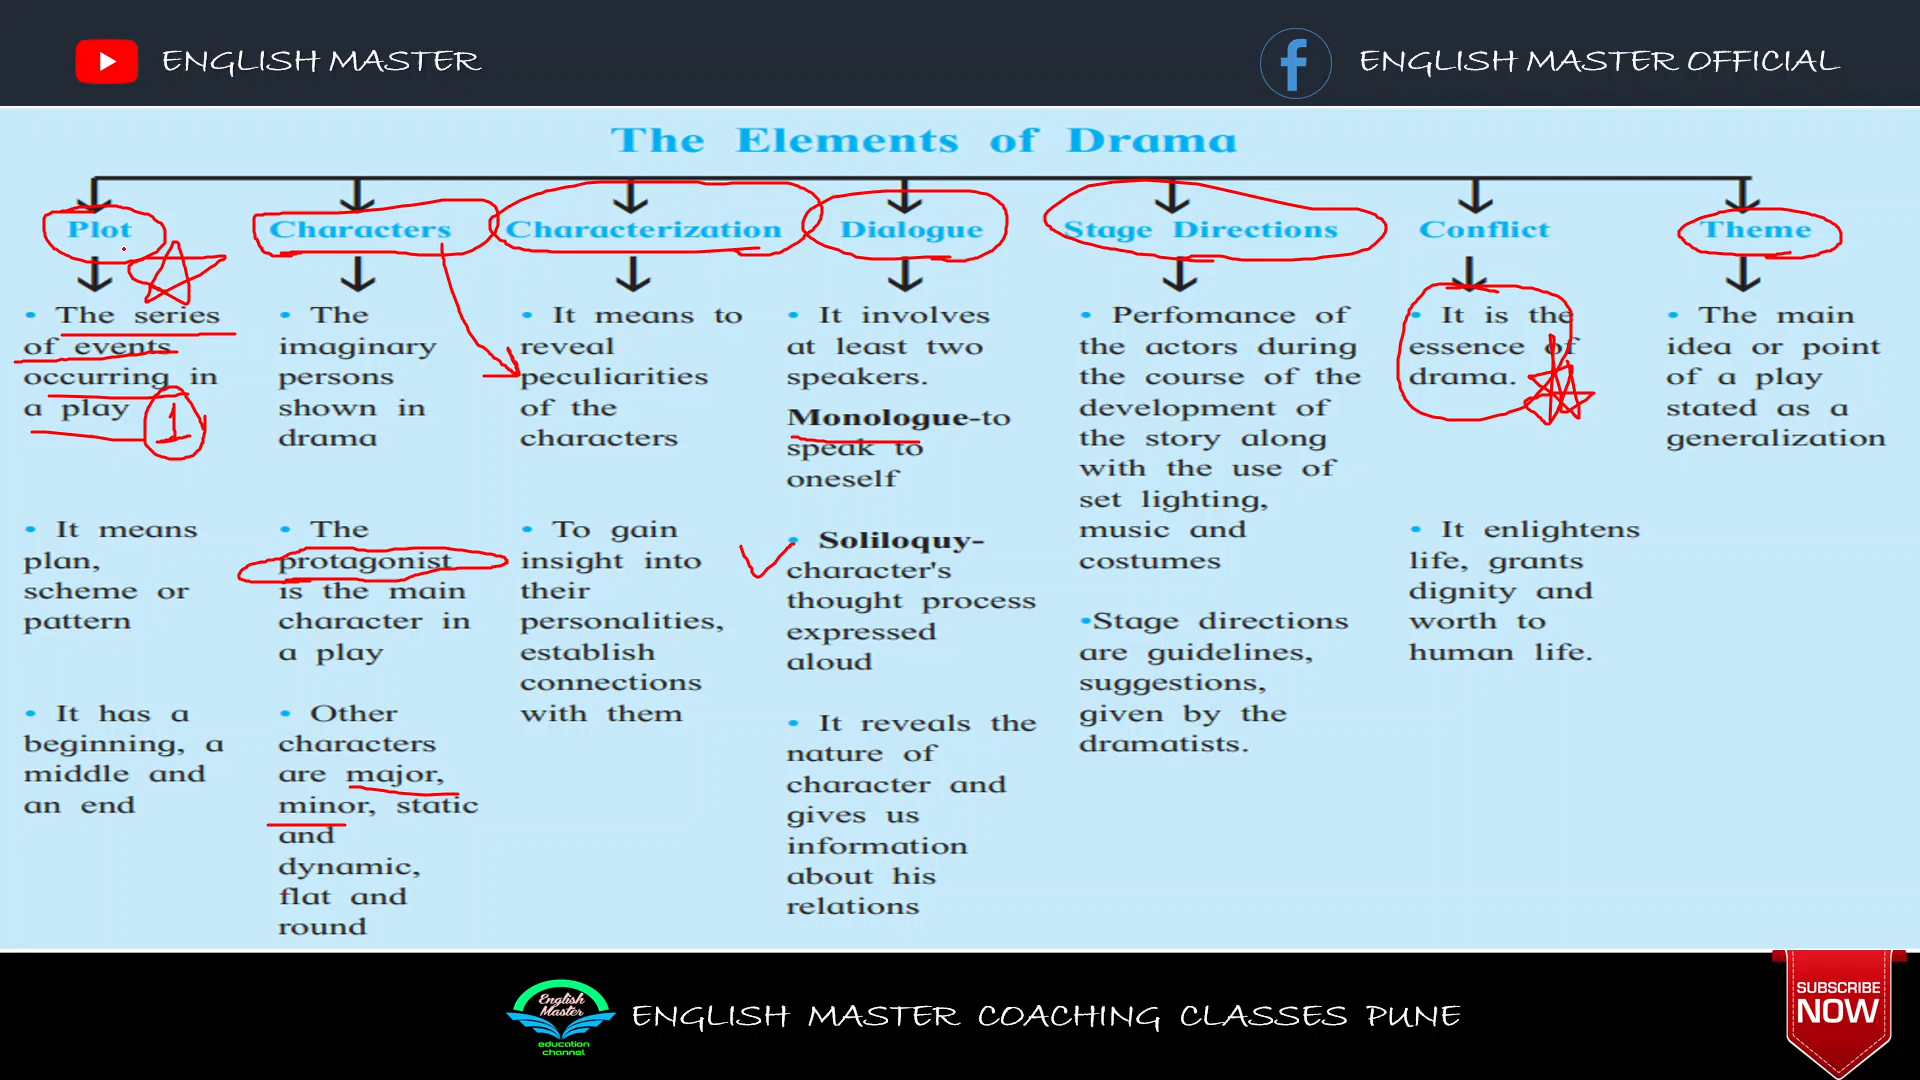 ENGLISH MASTER
ENGLISH MASTER OFFICIAL
The Elements of Drama
Plot
• The series
of events
occurring in
a play
1
• It means
plan,
scheme or
pattern
• It has a
beginning, a
middle and
an end
Characters
• The
imaginary
persons
shown in
drama
• The
protagonist
is the main
character in
a play
• Other
characters
are major,
minor, static
and
dynamic,
flat and
round
Characterization
• It means to
reveal
peculiarities
of the
characters
• To gain
insight into
their
personalities,
establish
connections
with them
Dialogue
• It involves
at least two
speakers.
Monologue-to
speak to
oneself
• Soliloquy-
character's
thought process
expressed
aloud
• It reveals the
nature of
character and
gives us
information
about his
relations
Stage Directions
• Perfomance of
the actors during
the course of the
development of
the story along
with the use of
set lighting,
music and
costumes
•Stage directions
are guidelines,
suggestions,
given by the
dramatists.
Conflict
• It is the
essence of
drama.
• It enlightens
life, grants
dignity and
worth to
human life.
Theme
• The main
idea or point
of a play
stated as a
generalization
English
Master
education
channel
ENGLISH MASTER COACHING CLASSES PUNE
SUBSCRIBE
NOW